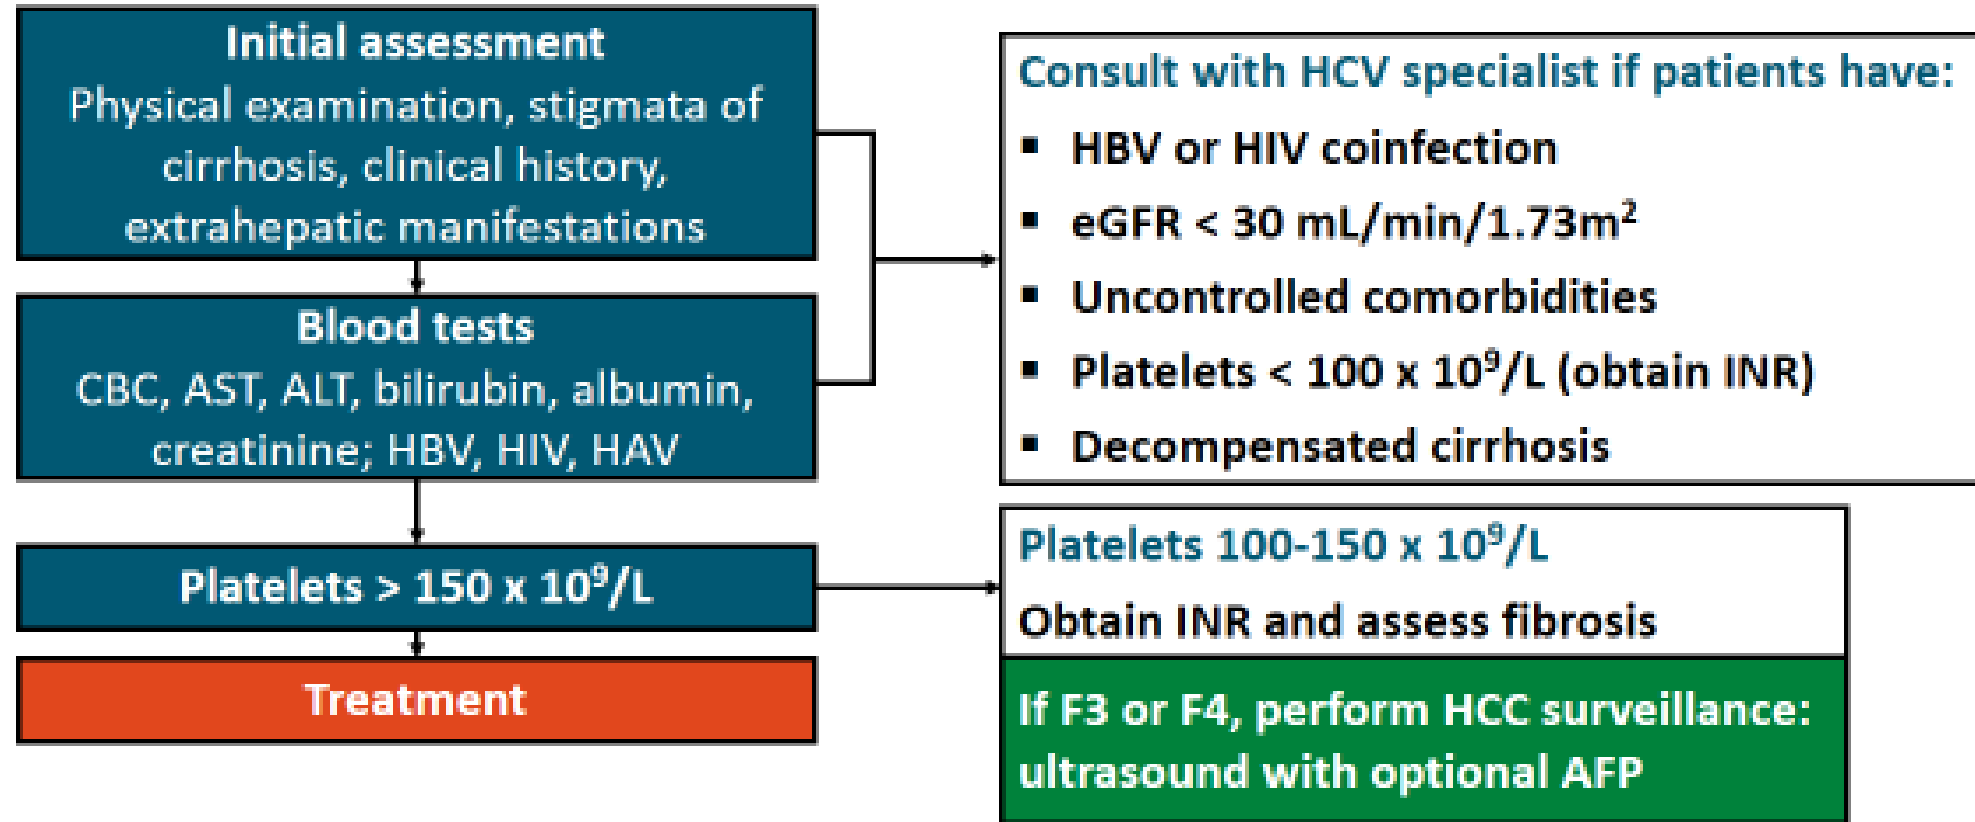 Initial assessment
Physical examination, stigmata of
cirrhosis, clinical history,
extrahepatic manifestations
Blood tests
CBC, AST, ALT, bilirubin, albumin,
creatinine; HBV, HIV, HAV
Platelets > 150 x 10⁹/L
Treatment
Consult with HCV specialist if patients have:
▪ HBV or HIV coinfection
▪ eGFR < 30 mL/min/1.73m²
▪ Uncontrolled comorbidities
▪ Platelets < 100 x 10⁹/L (obtain INR)
▪ Decompensated cirrhosis
Platelets 100-150 x 10⁹/L
Obtain INR and assess fibrosis
If F3 or F4, perform HCC surveillance:
ultrasound with optional AFP